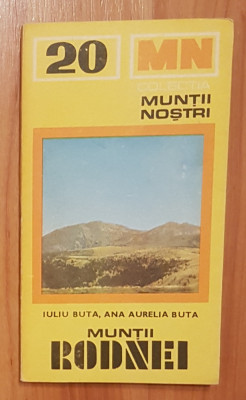 20 MN
COLECȚIA
MUNȚII
NOȘTRI
IULIU BUTA, ANA AURELIA BUTA
MUNȚII
RODNEI